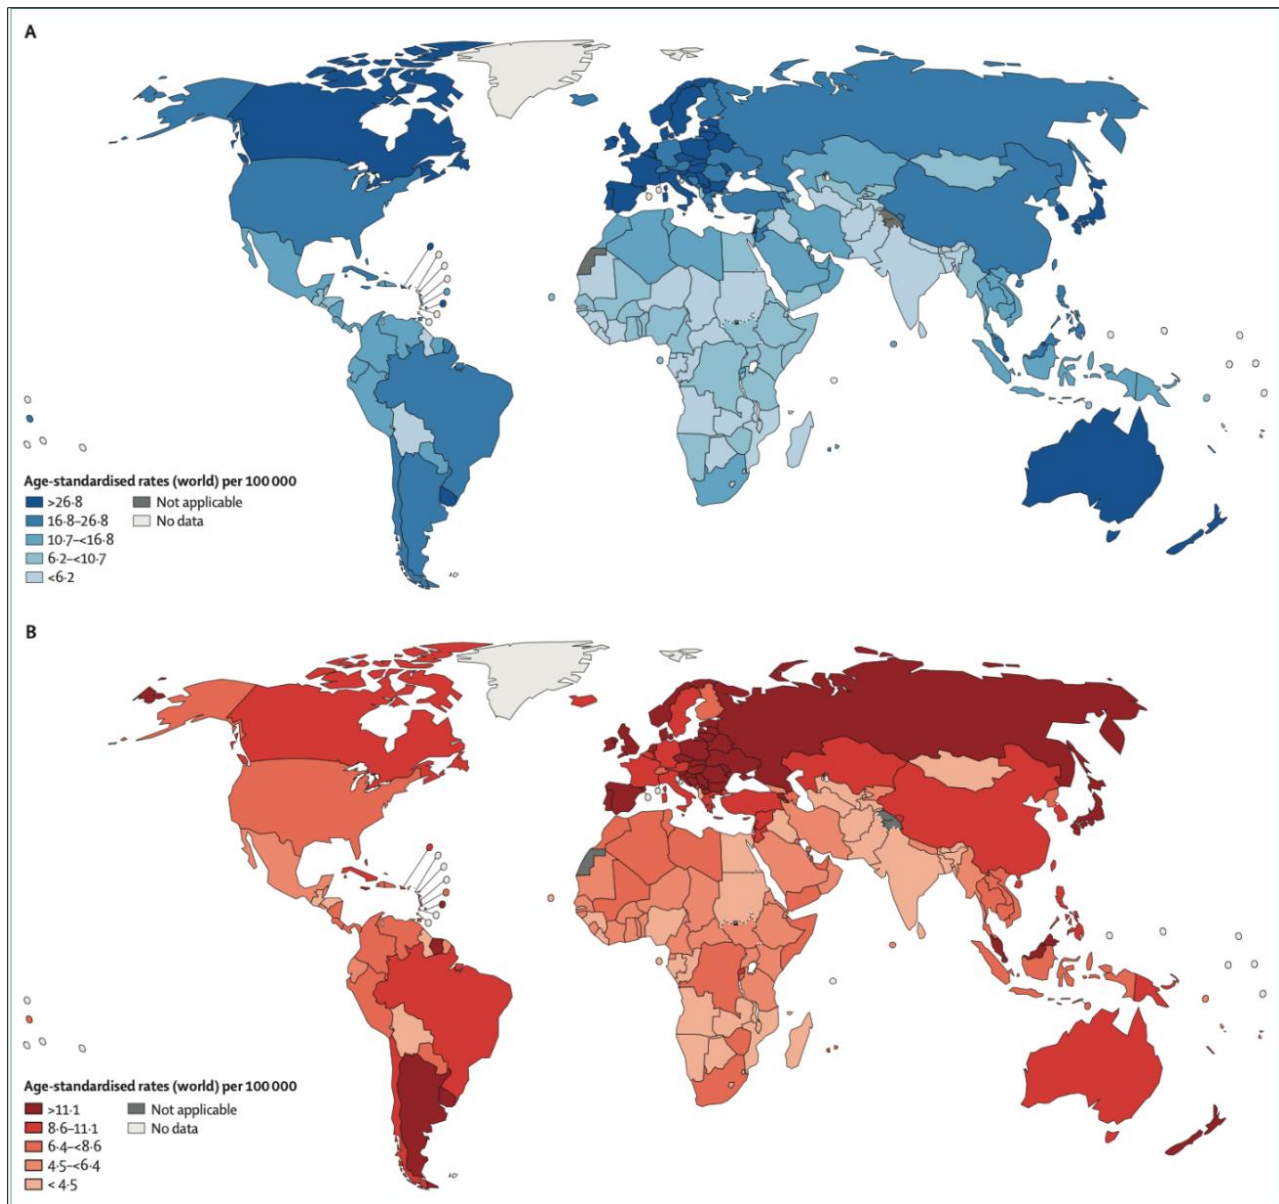 A
Age-standardised rates (world) per 100 000
>26·8
16·8–26·8
10·7–<16·8
6·2–<10·7
<6·2
Not applicable
No data
B
Age-standardised rates (world) per 100 000
>11·1
8·6–11·1
6·4–<8·6
4·5–<6·4
< 4·5
Not applicable
No data